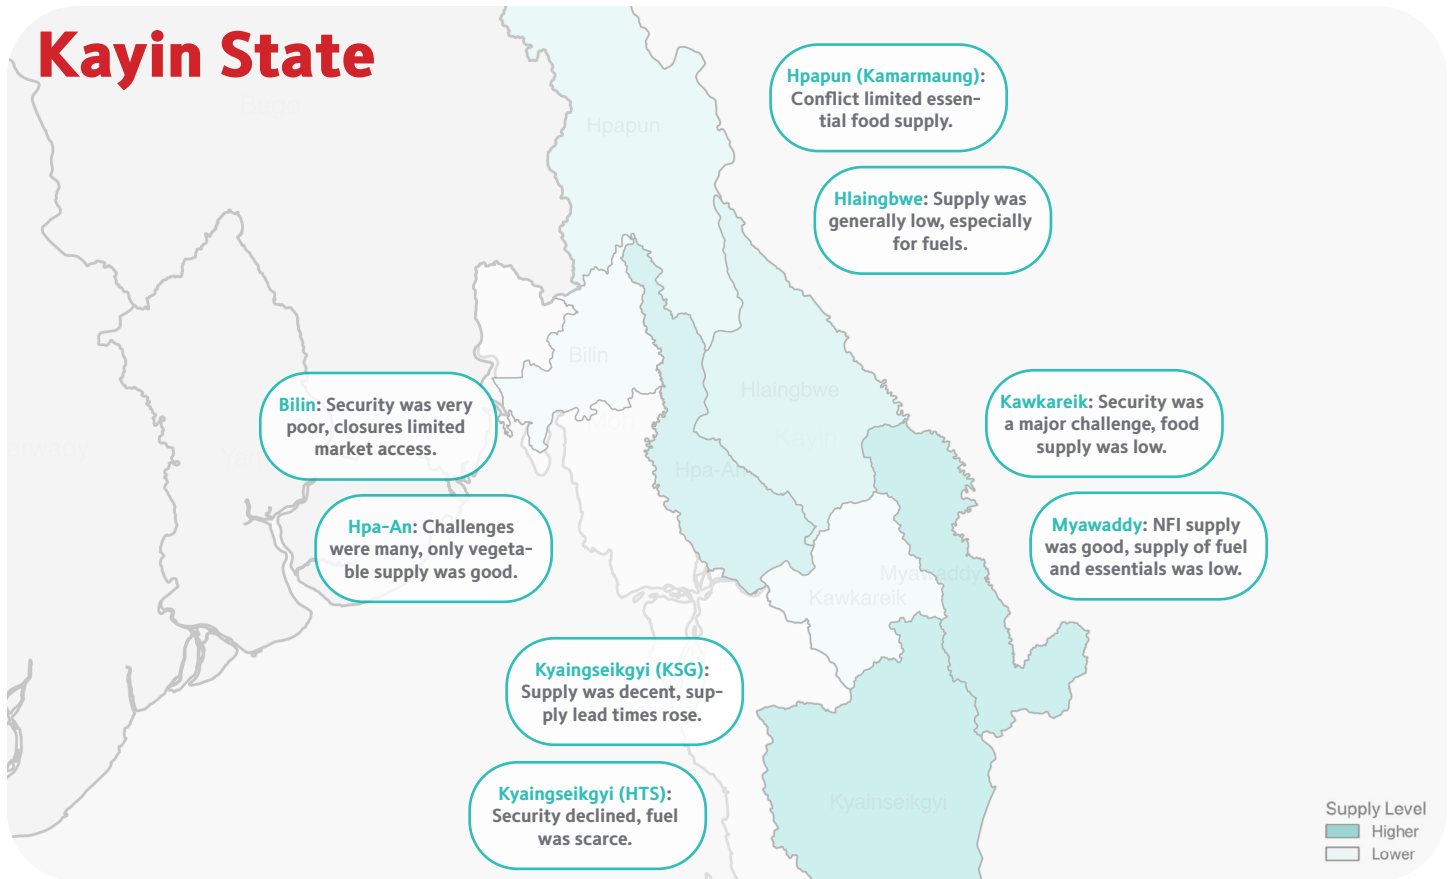 Kayin State
Bago
Hpapun
Hpapun (Kamarmaung):
Conflict limited essen-
tial food supply.
Hlaingbwe: Supply was
generally low, especially
for fuels.
Bilin
Hlaingbwe
Kayin
Mon
Hpa-An
Bilin: Security was very
poor, closures limited
market access.
Kawkareik: Security was
a major challenge, food
supply was low.
Hpa-An: Challenges
were many, only vegeta-
ble supply was good.
Myawaddy: NFI supply
was good, supply of fuel
and essentials was low.
Myawaddy
Kawkareik
Kyaingseikgyi (KSG):
Supply was decent, sup-
ply lead times rose.
Kyaingseikgyi (HTS):
Security declined, fuel
was scarce.
Kyainseikgyi
Supply Level
Higher
Lower